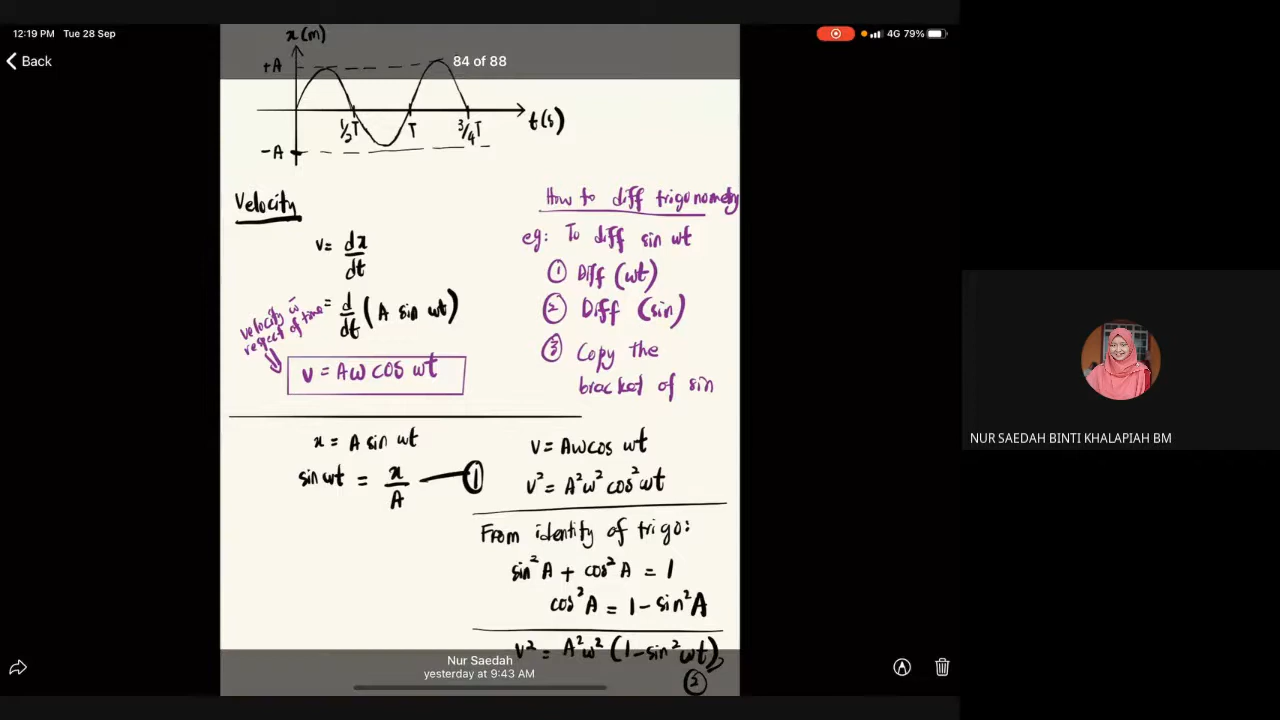 12:19 PM Tue 28 Sep
4G 79%
Back
84 of 88
x(m)
+A
½T
T
3/4T
t(s)
-A
Velocity
v = dx/dt
= d/dt (A sin ωt)
velocity in respect of time
v = Aω cos ωt
How to diff trigonometry
eg: To diff sin ωt
① Diff (ωt)
② Diff (sin)
③ Copy the
bracket of sin
x = A sin ωt
sin ωt = x/A — ①
v = Aω cos ωt
v² = A²ω² cos² ωt
From identity of trigo:
sin² A + cos² A = 1
cos² A = 1 - sin² A
v² = A²ω² (1 - sin² ωt)
②
Nur Saedah
yesterday at 9:43 AM
NUR SAEDAH BINTI KHALAPIAH BM